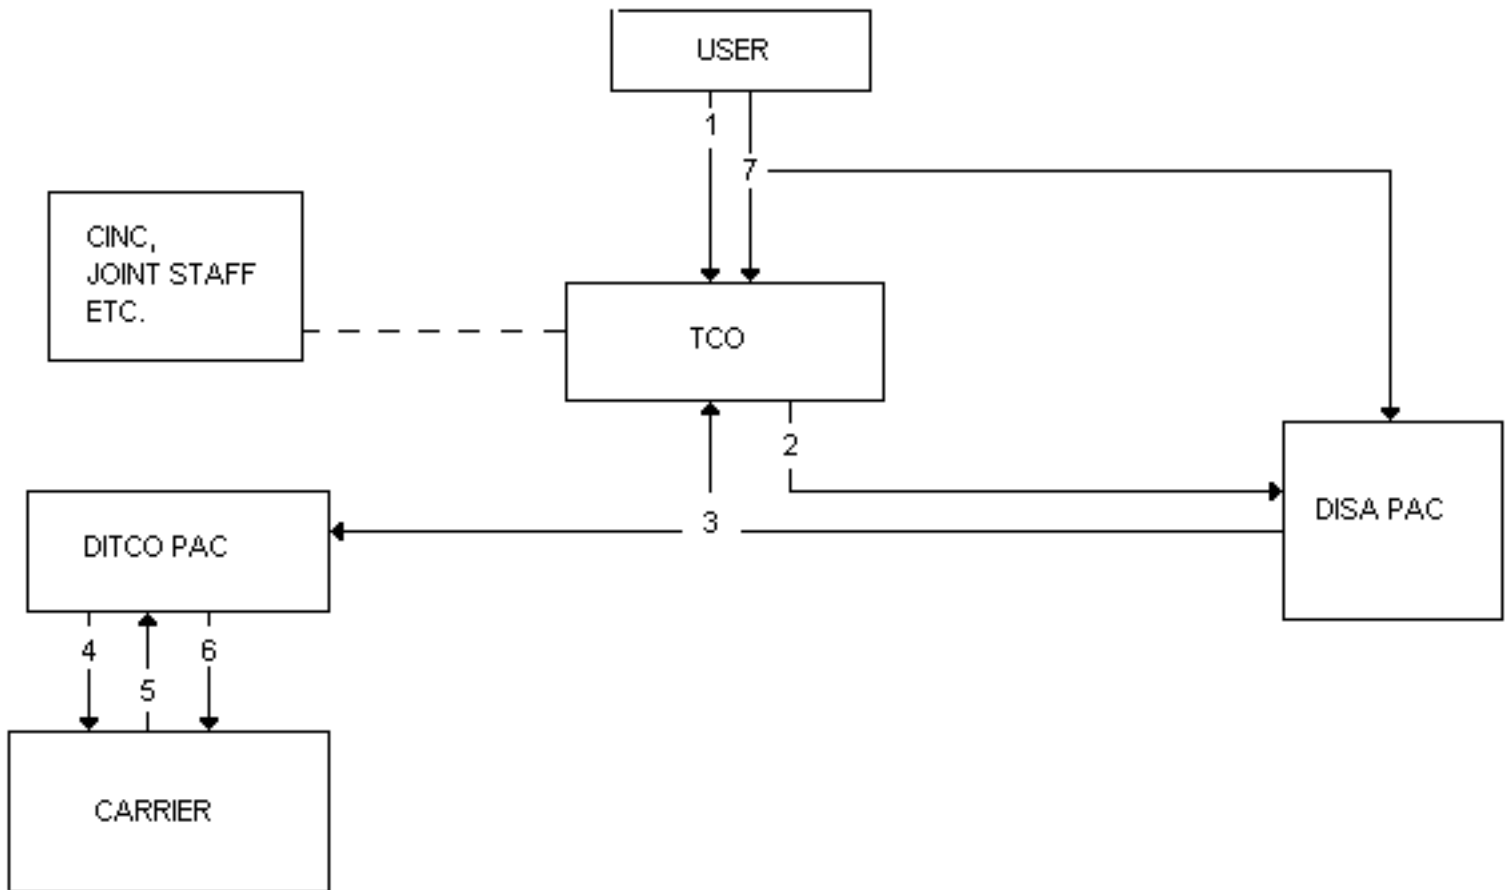 USER
1
7
CINC,
JOINT STAFF
ETC.
TCO
2
DISA PAC
3
DITCO PAC
4
6
5
CARRIER